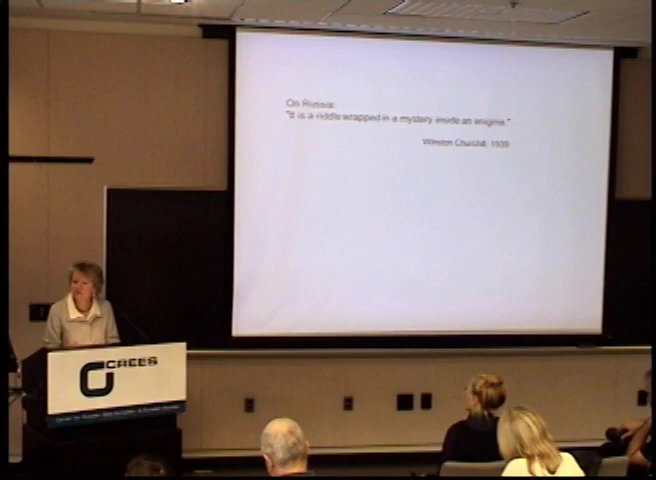 On Russia:
"It is a riddle wrapped in a mystery inside an enigma."
Winston Churchill, 1939
CREES